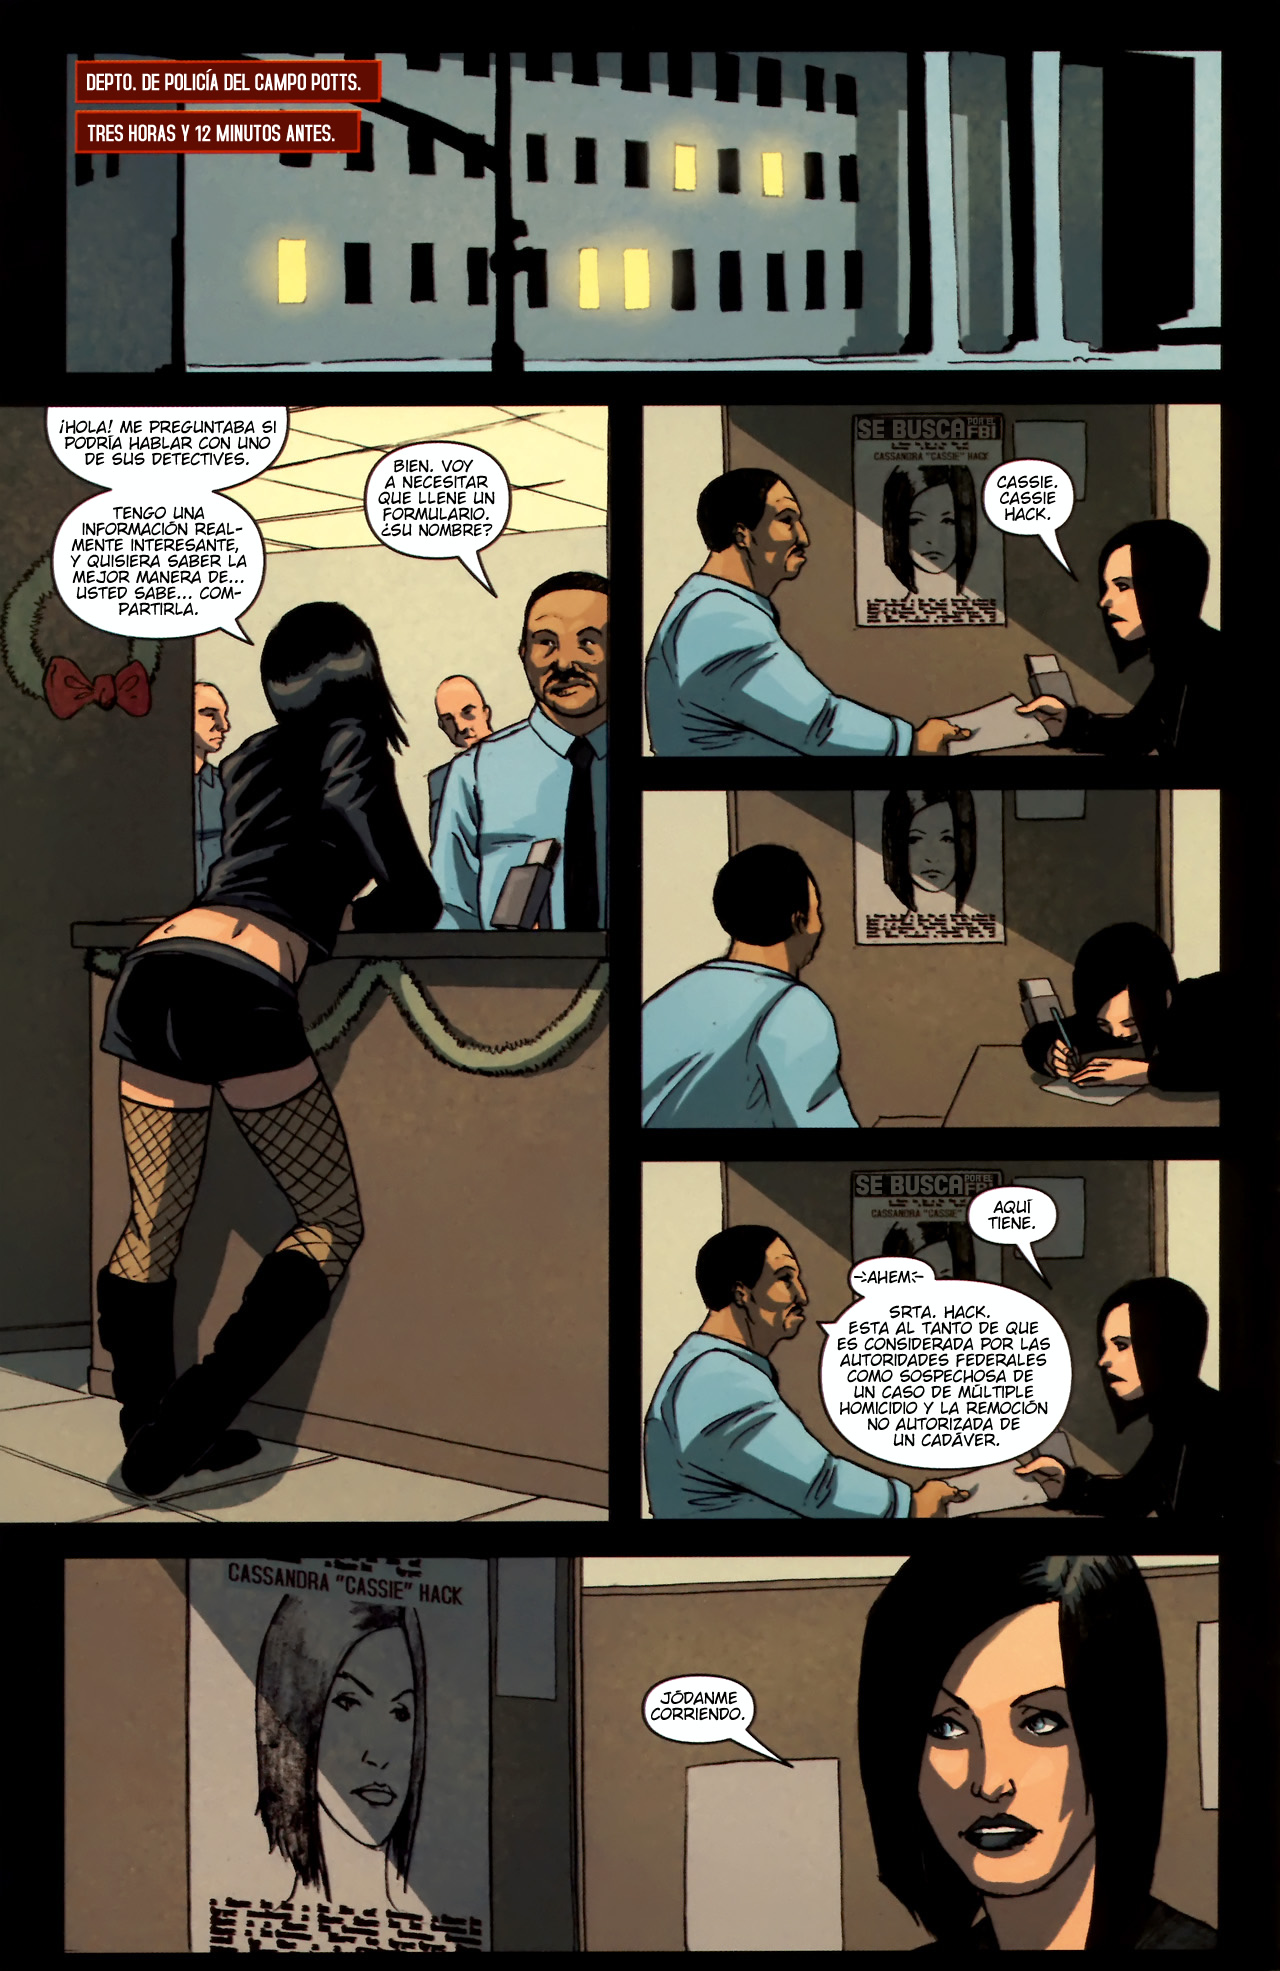 DEPTO. DE POLICÍA DEL CAMPO POTTS.
TRES HORAS Y 12 MINUTOS ANTES.
¡HOLA! ME PREGUNTABA SI
PODRÍA HABLAR CON UNO
DE SUS DETECTIVES.
TENGO UNA
INFORMACIÓN REAL-
MENTE INTERESANTE,
Y QUISIERA SABER LA
MEJOR MANERA DE...
USTED SABE... COM-
PARTIRLA.
BIEN. VOY
A NECESITAR
QUE LLENE UN
FORMULARIO.
¿SU NOMBRE?
SE BUSCA POR EL FBI
CASSANDRA "CASSIE" HACK
CASSIE.
CASSIE
HACK.
SE BUSCA POR EL FBI
CASSANDRA "CASSIE"
AQUÍ
TIENE.
-AHEM-
SRTA. HACK.
ESTA AL TANTO DE QUE
ES CONSIDERADA POR LAS
AUTORIDADES FEDERALES
COMO SOSPECHOSA DE
UN CASO DE MÚLTIPLE
HOMICIDIO Y LA REMOCIÓN
NO AUTORIZADA DE
UN CADÁVER.
CASSANDRA "CASSIE" HACK
JÓDANME
CORRIENDO.